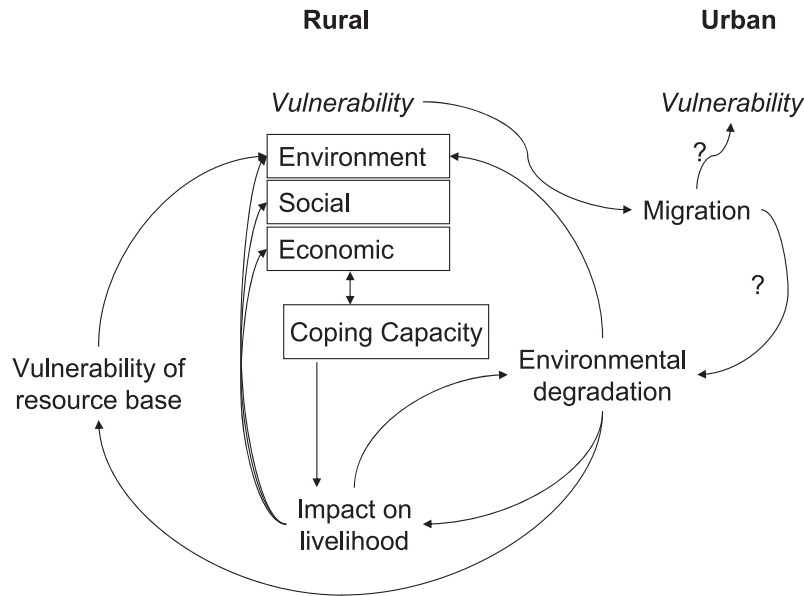 Rural
Urban
Vulnerability
Vulnerability
Environment
?
Social
Migration
Economic
?
Coping Capacity
Vulnerability of
resource base
Environmental
degradation
Impact on
livelihood